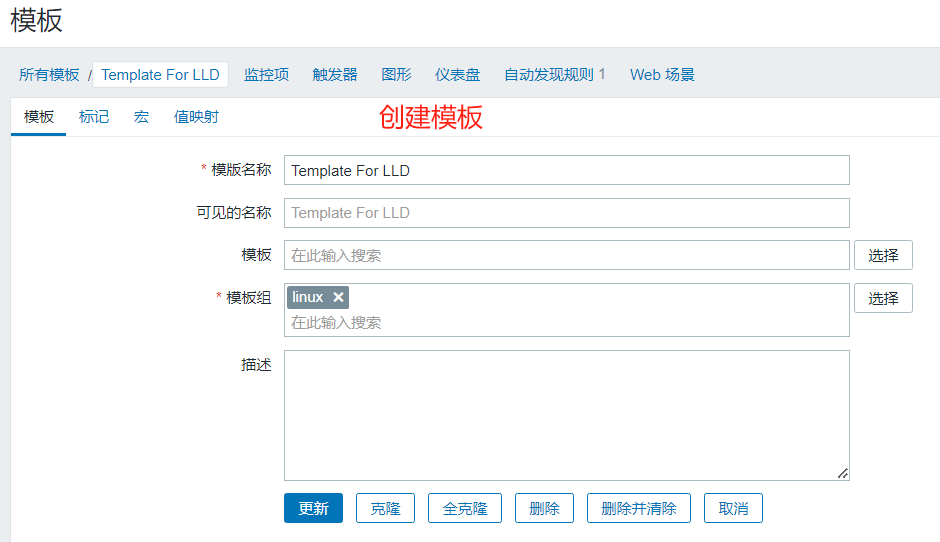 模板
所有模板 / Template For LLD 监控项 触发器 图形 仪表盘 自动发现规则 1 Web 场景
模板 标记 宏 值映射
创建模板
* 模版名称 Template For LLD
可见的名称 Template For LLD
模板 在此输入搜索 选择
* 模板组 linux × 选择
在此输入搜索
描述
更新 克隆 全克隆 删除 删除并清除 取消